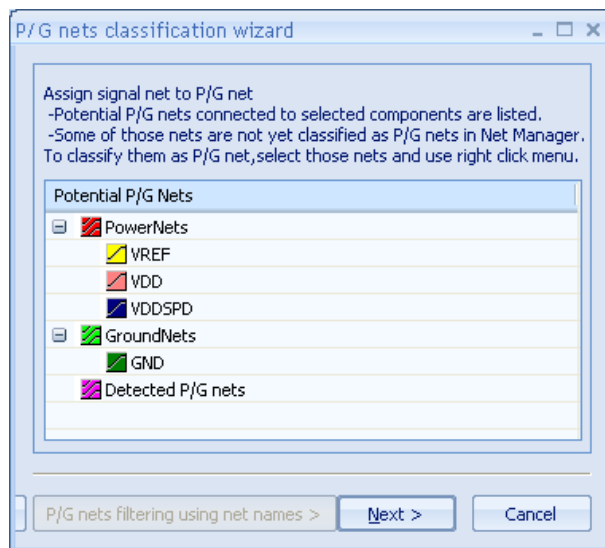 P/G nets classification wizard
Assign signal net to P/G net
-Potential P/G nets connected to selected components are listed.
-Some of those nets are not yet classified as P/G nets in Net Manager.
To classify them as P/G net,select those nets and use right click menu.
Potential P/G Nets
PowerNets
VREF
VDD
VDDSPD
GroundNets
GND
Detected P/G nets
P/G nets filtering using net names >
Next >
Cancel